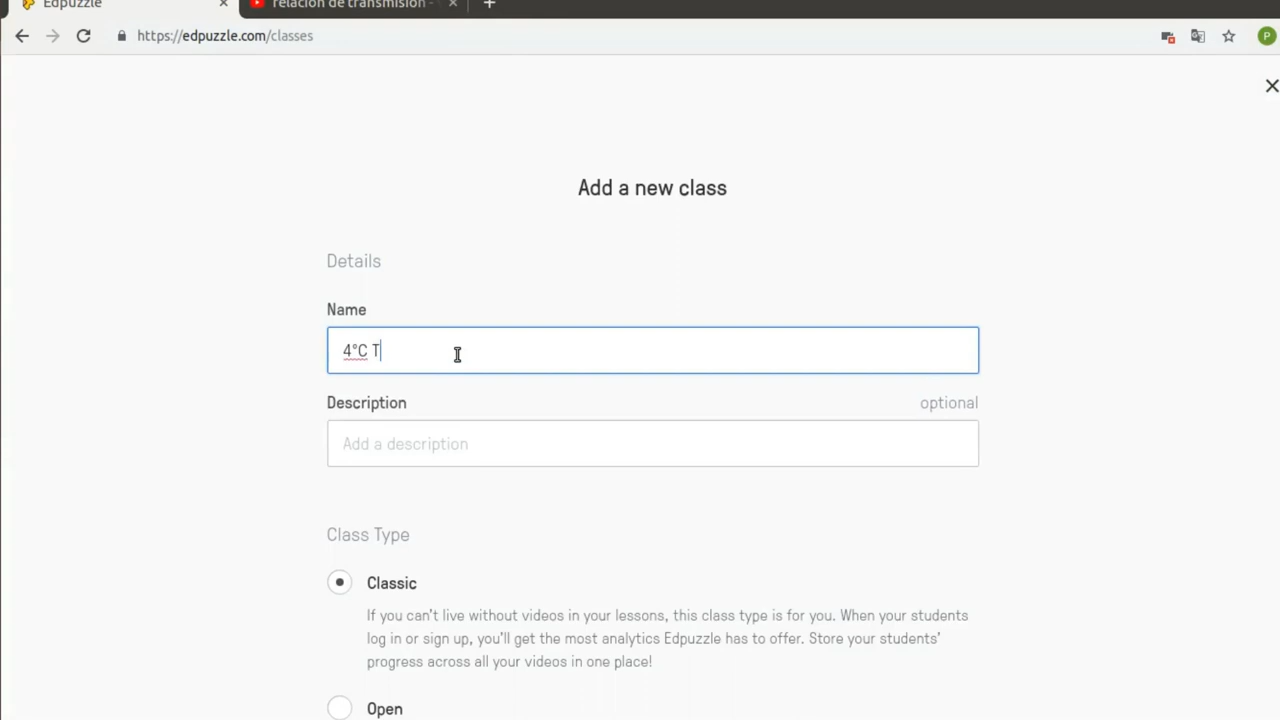 Edpuzzle
relación de transmisión -
https://edpuzzle.com/classes
P
Add a new class
Details
Name
4°C T
Description
optional
Add a description
Class Type
Classic
If you can't live without videos in your lessons, this class type is for you. When your students
log in or sign up, you'll get the most analytics Edpuzzle has to offer. Store your students'
progress across all your videos in one place!
Open